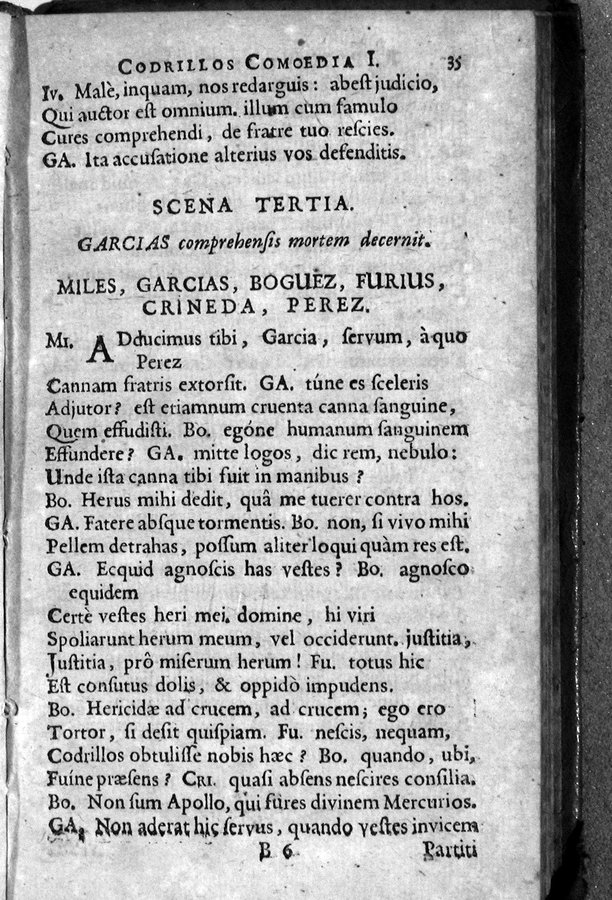 CODRILLOS COMOEDIA I. 35
Iv. Malè, inquam, nos redarguis: abeſt judicio,
Qui auctor eſt omnium. illum cum famulo
Cures comprehendi, de fratre tuo reſcies.
GA. Ita accuſatione alterius vos defenditis.
SCENA TERTIA.
GARCIAS comprehenſis mortem decernit.
MILES, GARCIAS, BOGUEZ, FURIUS,
CRINEDA, PEREZ.
MI. ADducimus tibi, Garcia, ſervum, à quo
Perez
Cannam fratris extorſit. GA. túne es ſceleris
Adjutor? eſt etiamnum cruenta canna ſanguine,
Quem effudiſti. Bo. egóne humanum ſanguinem
Effundere? GA. mitte logos, dic rem, nebulo:
Unde iſta canna tibi fuit in manibus?
Bo. Herus mihi dedit, quâ me tuerer contra hos.
GA. Fatere absque tormentis. Bo. non, ſi vivo mihi
Pellem detrahas, poſſum aliter loqui quàm res eſt.
GA. Ecquid agnoſcis has veſtes? Bo. agnoſco
equidem
Certè veſtes heri mei. domine, hi viri
Spoliarunt herum meum, vel occiderunt. juſtitia,
Juſtitia, prô miſerum herum! Fu. totus hic
Eſt conſutus dolis, & oppidò impudens.
Bo. Hericidæ ad crucem, ad crucem; ego ero
Tortor, ſi deſit quiſpiam. Fu. neſcis, nequam,
Codrillos obtuliſſe nobis hæc? Bo. quando, ubi,
Fuíne præſens? CRI. quaſi abſens neſcires conſilia.
Bo. Non ſum Apollo, qui fûres divinem Mercurios.
GA. Non aderat hic ſervus, quando veſtes invicem
B 6 Partiti